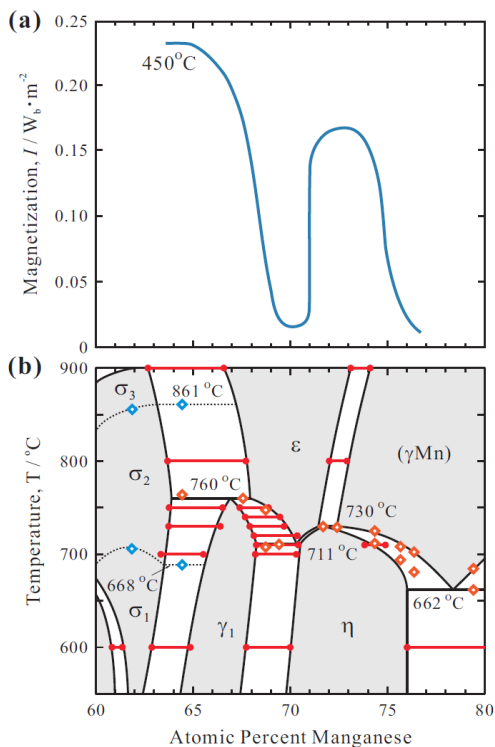 (a)
0.25
0.20
0.15
0.10
0.05
0
Magnetization, I / W_b·m⁻²
450°C
(b)
900
800
700
600
Temperature, T / °C
σ₃
861 °C
ε
(γMn)
σ₂
760 °C
730 °C
711 °C
668 °C
662 °C
σ₁
γ₁
η
60
65
70
75
80
Atomic Percent Manganese